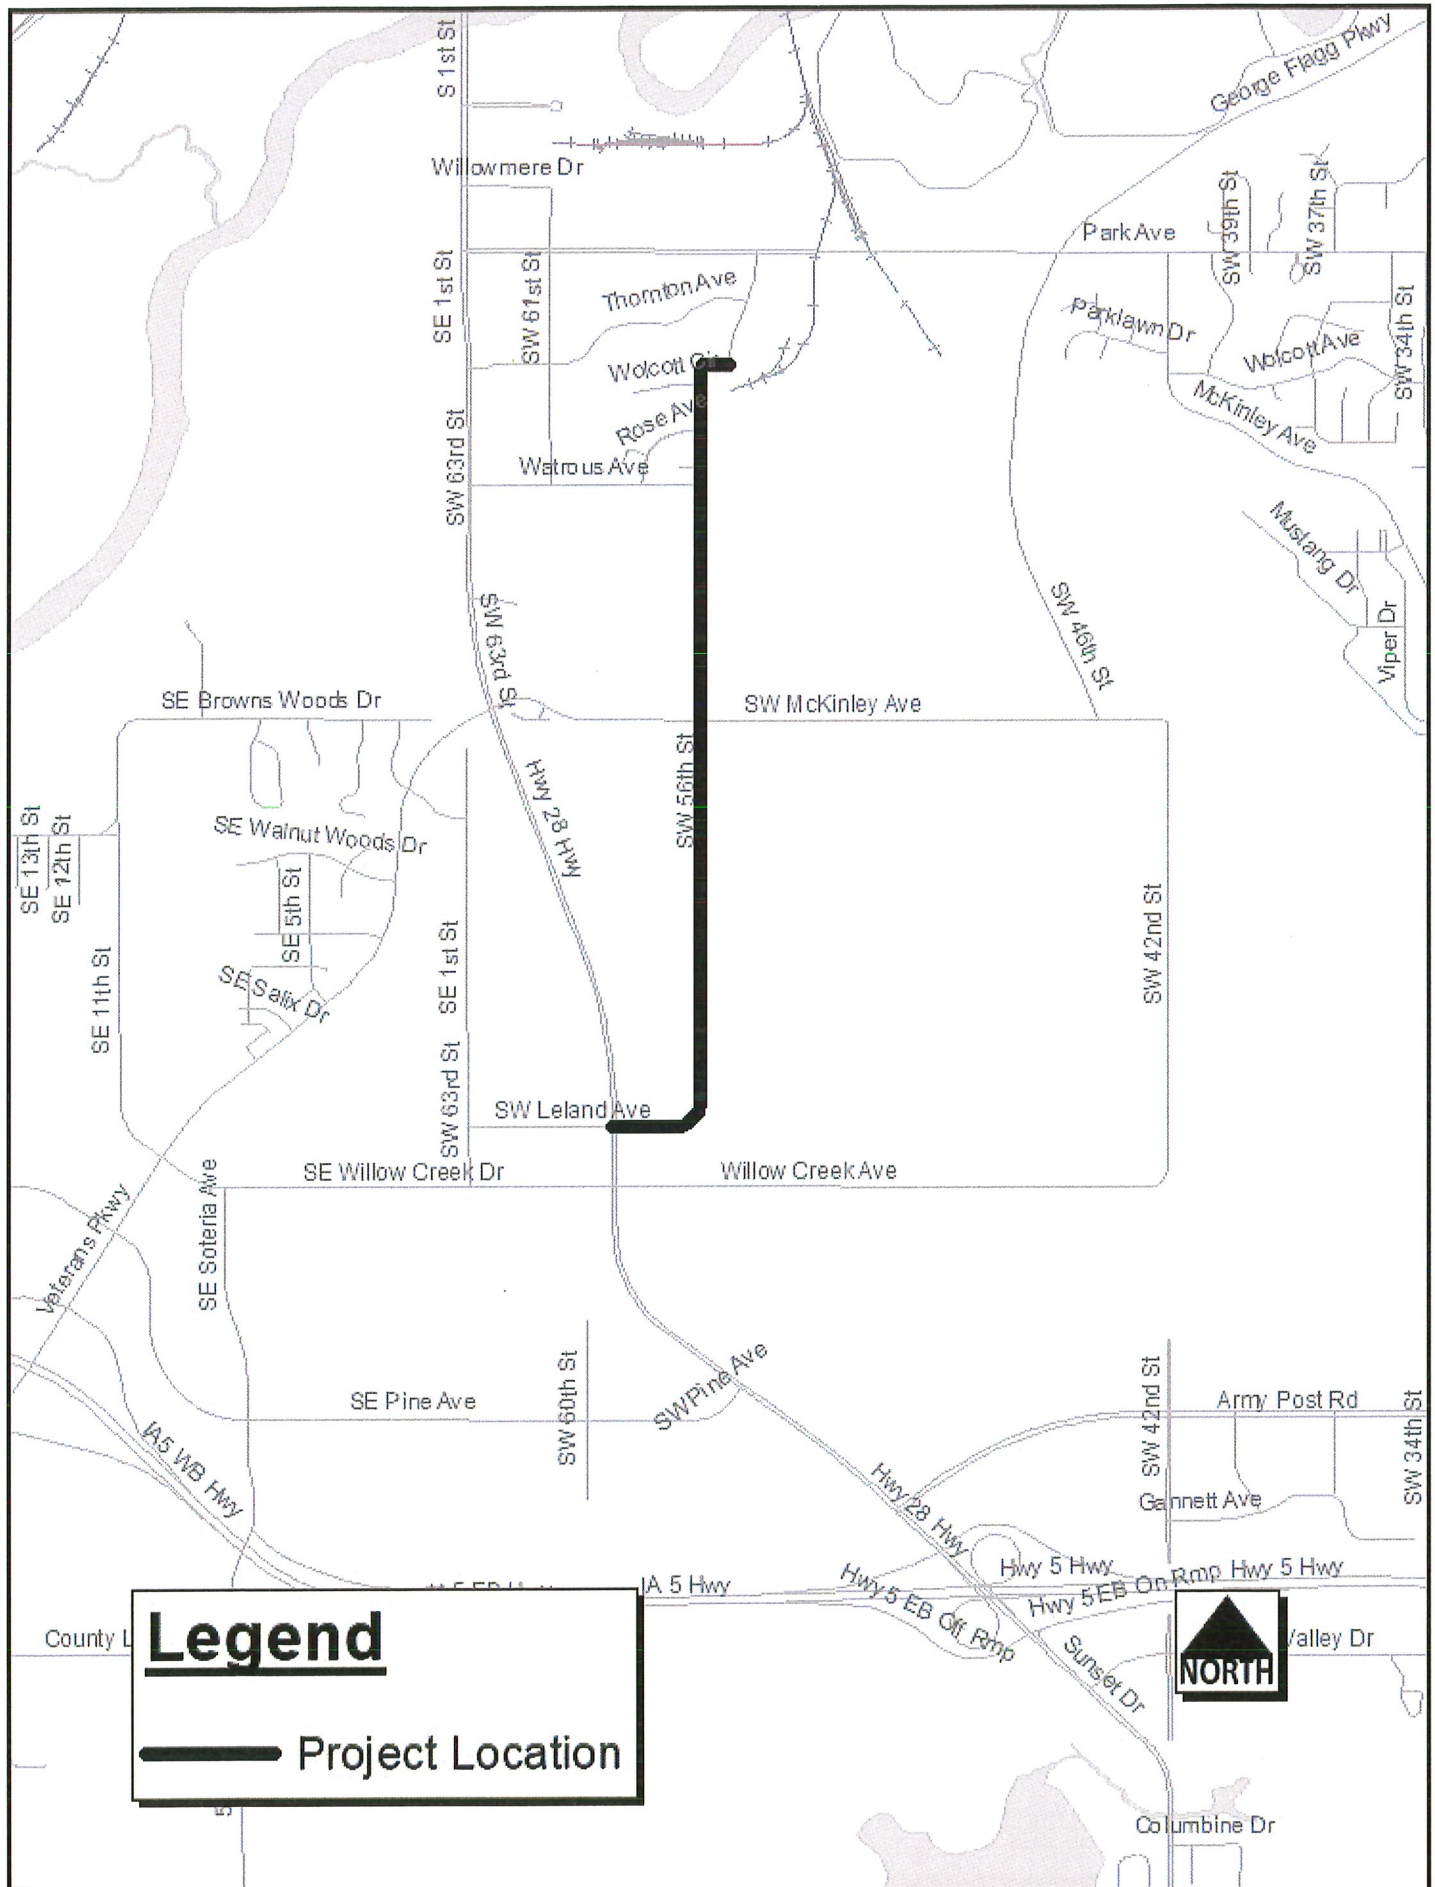 S 1st St
George Flagg Pkwy
Willowmere Dr
SW 39th St
SW 37th St
Park Ave
SE 1st St
SW 61st St
Thornton Ave
Parklawn Dr
SW 34th St
Wolcott Cir
Wolcott Ave
Rose Ave
McKinley Ave
SW 63rd St
Watrous Ave
Mustang Dr
SW 63rd St
SW 46th St
Viper Dr
SE Browns Woods Dr
SW McKinley Ave
SW 56th St
Hwy 28 Hwy
SE 13th St
SE 12th St
SE Walnut Woods Dr
SE 5th St
SW 42nd St
SE 1st St
SE 11th St
SE Salix Dr
SW 63rd St
SW Leland Ave
SE Willow Creek Dr
Willow Creek Ave
SE Soteria Ave
Veterans Pkwy
SW 60th St
SW Pine Ave
SE Pine Ave
SW 42nd St
Army Post Rd
SW 34th St
IA5 WB Hwy
Hwy 28 Hwy
Gannett Ave
IA 5 Hwy
Hwy 5 EB Off Rmp
Hwy 5 Hwy
Hwy 5 EB On Rmp
Hwy 5 Hwy
County L
Legend
Sunset Dr
NORTH
Valley Dr
Project Location
Columbine Dr